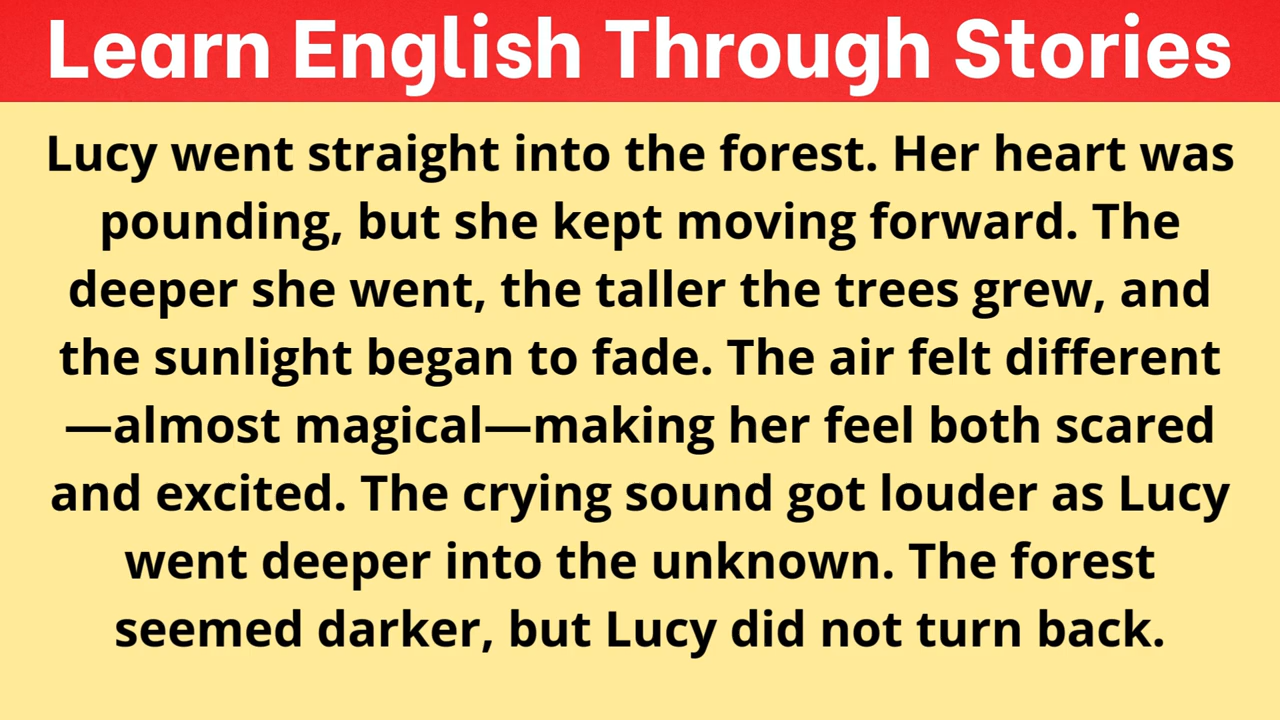 Learn English Through Stories
Lucy went straight into the forest. Her heart was
pounding, but she kept moving forward. The
deeper she went, the taller the trees grew, and
the sunlight began to fade. The air felt different
—almost magical—making her feel both scared
and excited. The crying sound got louder as Lucy
went deeper into the unknown. The forest
seemed darker, but Lucy did not turn back.